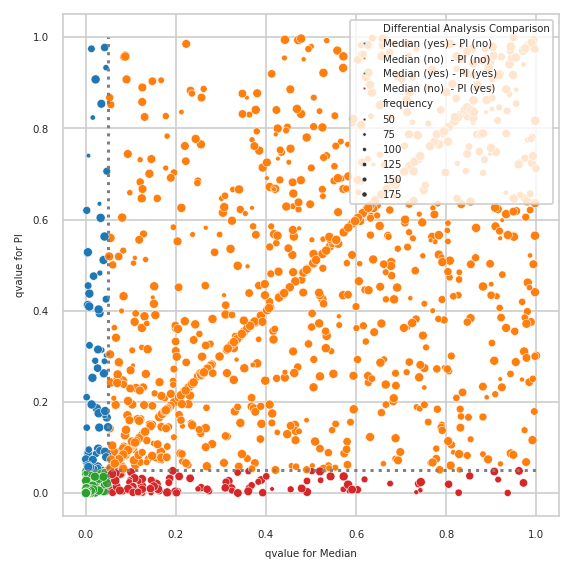 Differential Analysis Comparison
Median (yes) - PI (no)
Median (no)  - PI (no)
Median (yes) - PI (yes)
Median (no)  - PI (yes)
frequency
50
75
100
125
150
175
1.0
0.8
0.6
0.4
0.2
0.0
qvalue for PI
0.0
0.2
0.4
0.6
0.8
1.0
qvalue for Median